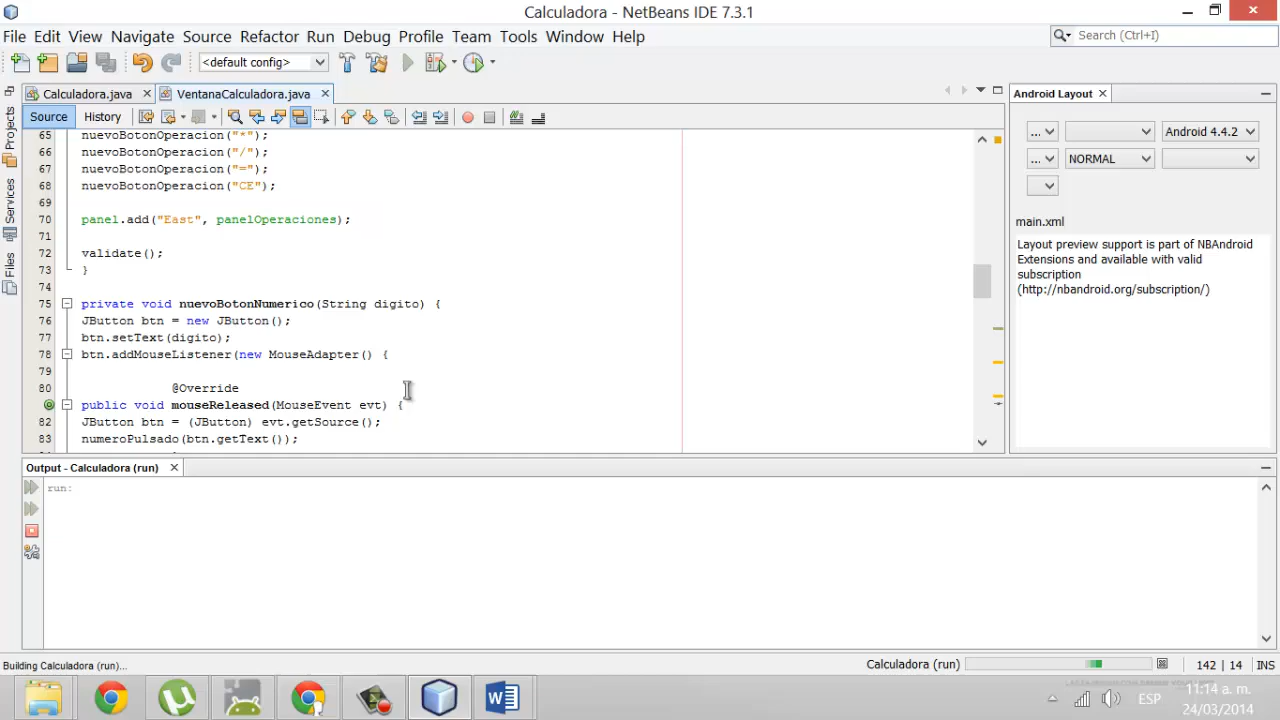 Calculadora - NetBeans IDE 7.3.1
File Edit View Navigate Source Refactor Run Debug Profile Team Tools Window Help
Search (Ctrl+I)
<default config>
Calculadora.java
VentanaCalculadora.java
Android Layout
Source History
Projects
Services
Files
65 nuevoBotonOperacion("*");
66 nuevoBotonOperacion("/");
67 nuevoBotonOperacion("=");
68 nuevoBotonOperacion("CE");
69
70 panel.add("East", panelOperaciones);
71
72 validate();
73 }
74
75 private void nuevoBotonNumerico(String digito) {
76 JButton btn = new JButton();
77 btn.setText(digito);
78 btn.addMouseListener(new MouseAdapter() {
79
80 @Override
public void mouseReleased(MouseEvent evt) {
82 JButton btn = (JButton) evt.getSource();
83 numeroPulsado(btn.getText());
... Android 4.4.2
... NORMAL
main.xml
Layout preview support is part of NBAndroid
Extensions and available with valid
subscription
(http://nbandroid.org/subscription/)
Output - Calculadora (run)
run:
Building Calculadora (run)...
Calculadora (run)
142 | 14 INS
ESP
11:14 a. m.
24/03/2014